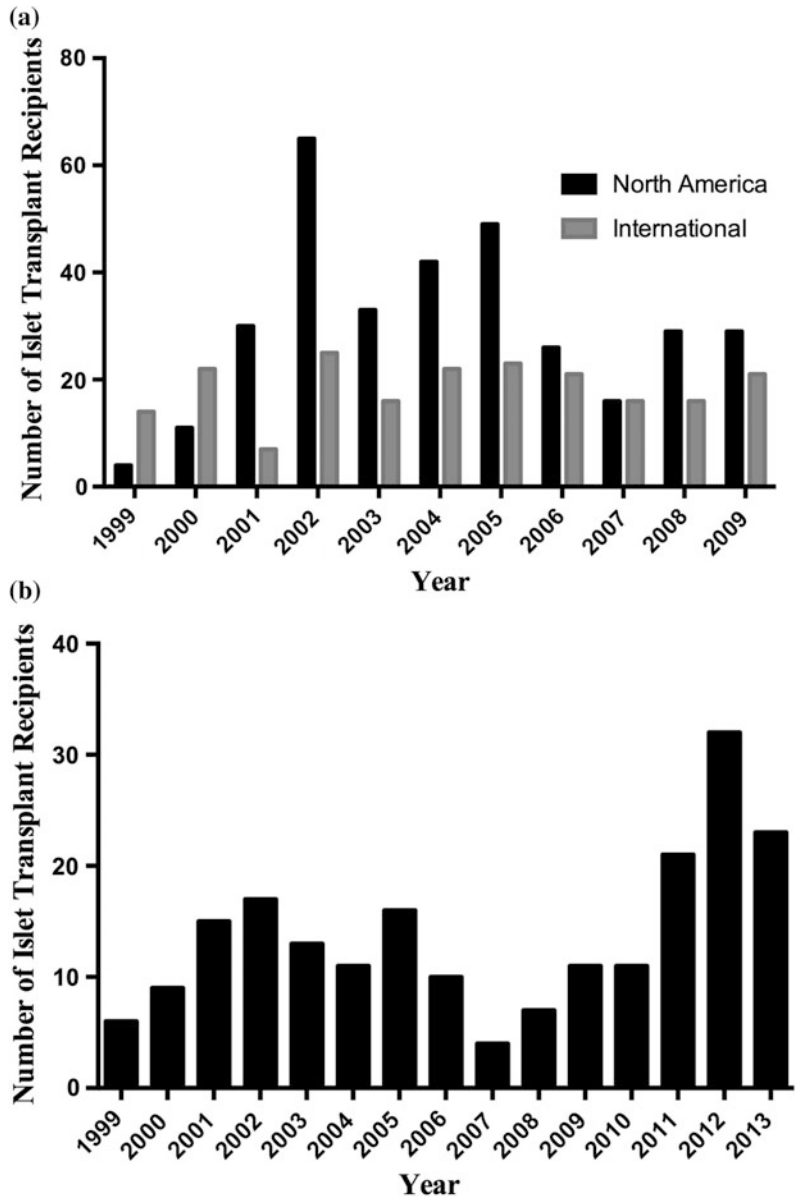 (a)
Number of Islet Transplant Recipients
80
60
40
20
0
North America
International
1999 2000 2001 2002 2003 2004 2005 2006 2007 2008 2009
Year
(b)
Number of Islet Transplant Recipients
40
30
20
10
0
1999 2000 2001 2002 2003 2004 2005 2006 2007 2008 2009 2010 2011 2012 2013
Year